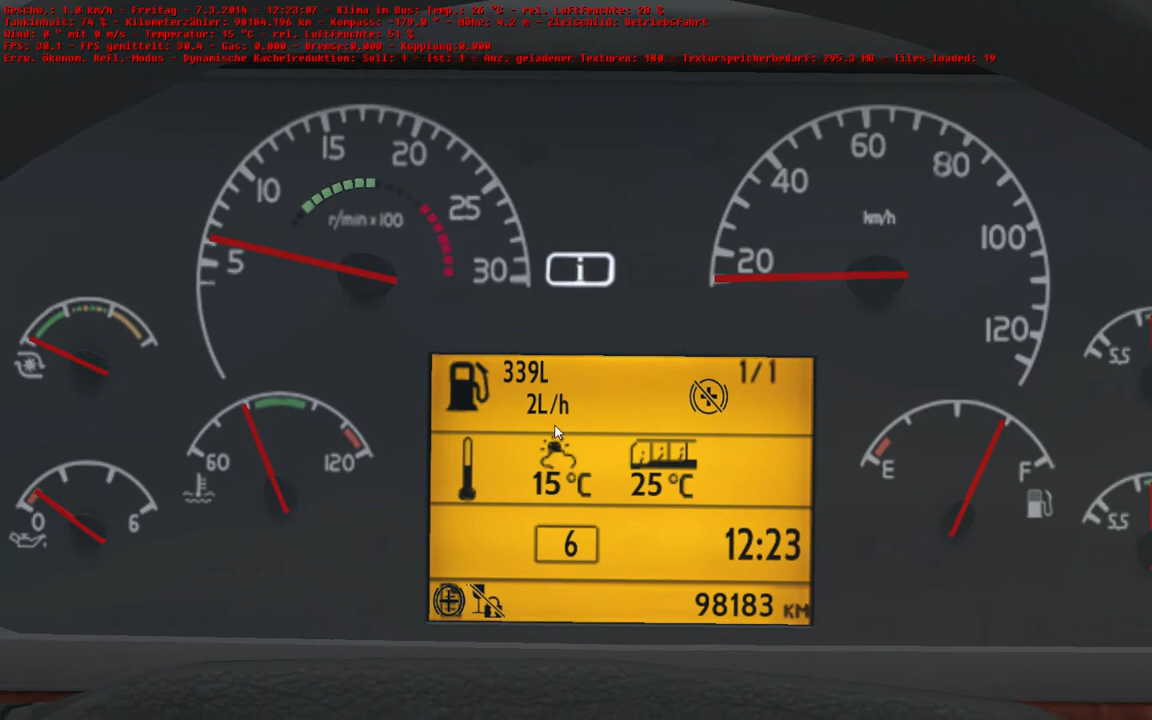 Geschw.: 1.0 km/h - Freitag - 7.3.2014 - 12:23:07 - Klima im Bus: Temp.: 26 °C - rel. Luftfeuchte: 28 %
Tankinhalt: 74 % - Kilometerzähler: 98184.196 km - Kompass: -179.0 ° - Höhe: 4.2 m - Zielschild: Betriebsfahrt
Wind: 0 ° mit 0 m/s - Temperatur: 15 °C - rel. Luftfeuchte: 51 %
FPS: 30.1 - FPS gemittelt: 30.4 - Gas: 0.000 - Bremse:0.000 - Kupplung:0.000
Erzw. ökonom. Refl.-Modus - Dynamische Kachelreduktion: Soll: 1 - Ist: 1 - Anz. geladener Texturen: 180 - Texturspeicherbedarf: 295.3 MB - Tiles loaded: 19
5 10 15 20 25 30
r/min x 100
i
20 40 60 80 100 120
km/h
339L
1/1
2L/h
15 °C 25 °C
6 12:23
98183 KM
60 120
0 6
E F
5,5
5,5